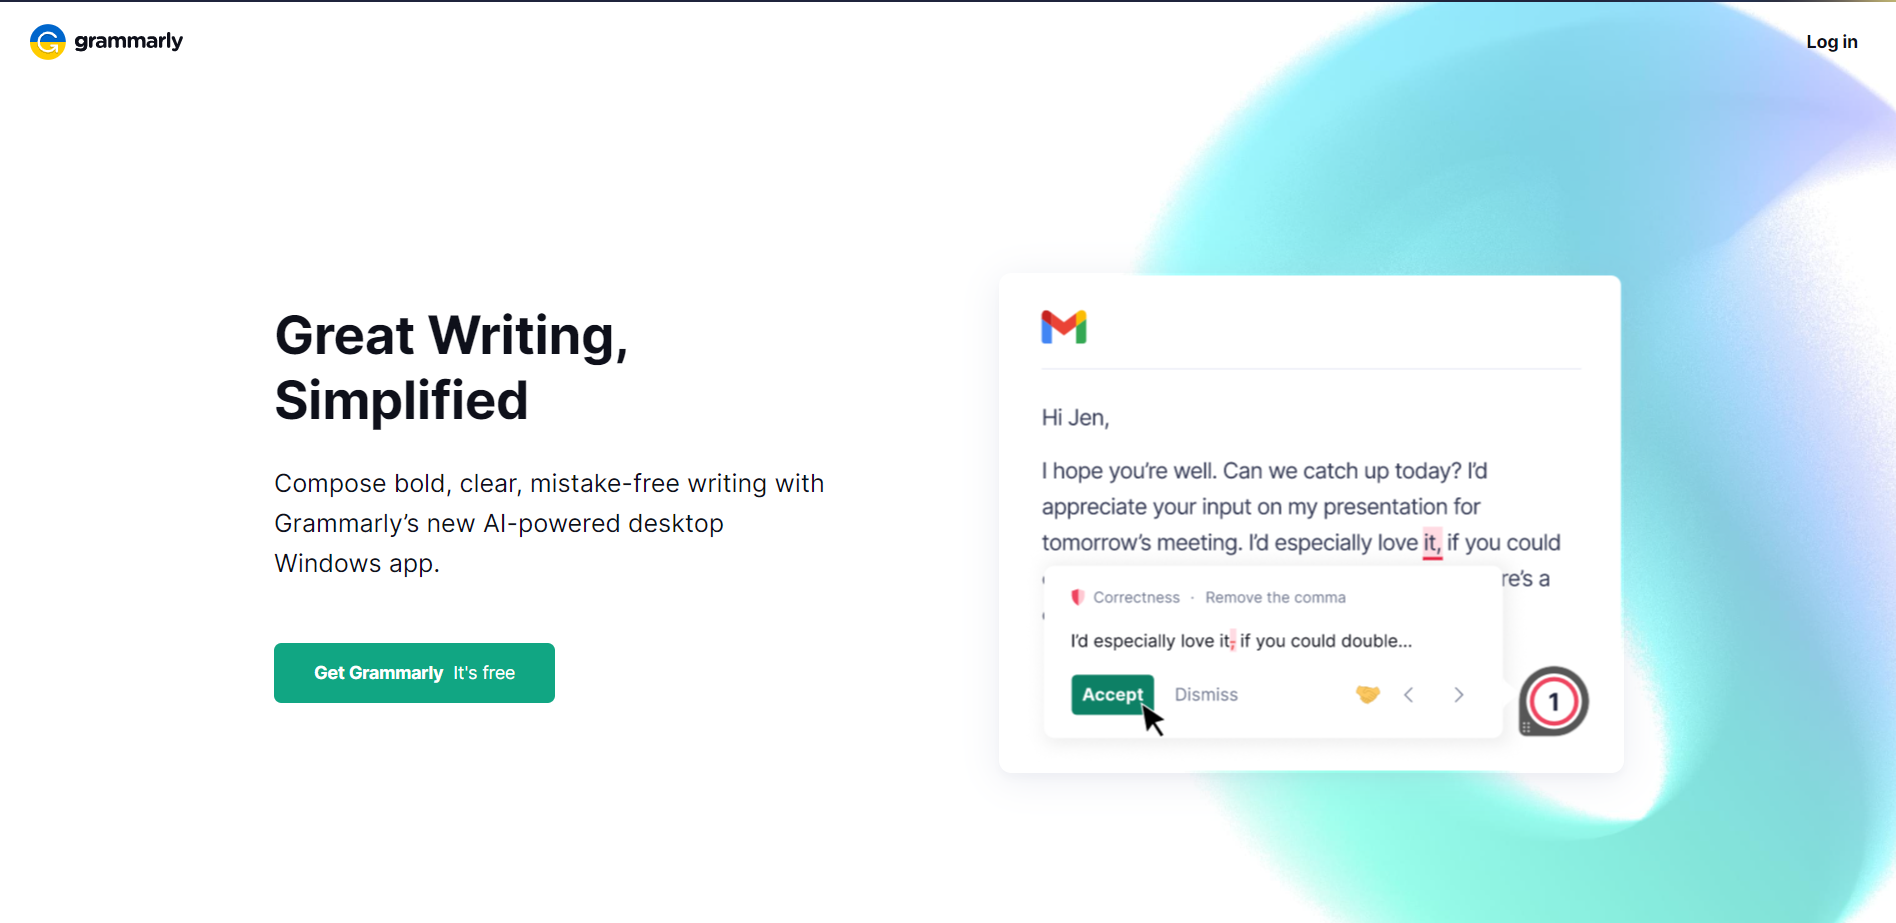 grammarly
Log in
Great Writing,
Simplified
Compose bold, clear, mistake-free writing with
Grammarly’s new AI-powered desktop
Windows app.
Get Grammarly It's free
Hi Jen,
I hope you’re well. Can we catch up today? I’d
appreciate your input on my presentation for
tomorrow’s meeting. I’d especially love it, if you could
re’s a
Correctness · Remove the comma
I’d especially love it, if you could double...
Accept Dismiss
1